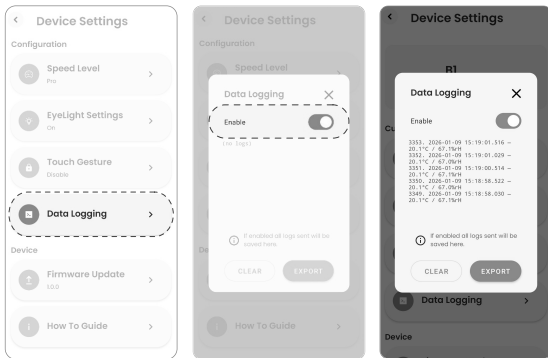 Device Settings
Configuration
Speed Level
Pro
EyeLight Settings
On
Touch Gesture
Disable
Data Logging
Device
Firmware Update
1.0.0
How To Guide
Device Settings
Configuration
Speed Level
Data Logging
Enable
(no logs)
If enabled all logs sent will be
saved here.
CLEAR
EXPORT
De
How To Guide
Device Settings
B1
Cu
Data Logging
Enable
3353. 2026-01-09 15:19:01.516 –
20.1°C / 67.1%rH
3352. 2026-01-09 15:19:01.029 –
20.1°C / 67.0%rH
3351. 2026-01-09 15:19:00.514 –
20.1°C / 67.1%rH
3350. 2026-01-09 15:18:58.522 –
20.1°C / 67.0%rH
3349. 2026-01-09 15:18:58.030 –
20.1°C / 67.1%rH
If enabled all logs sent will be
saved here.
CLEAR
EXPORT
Data Logging
Device